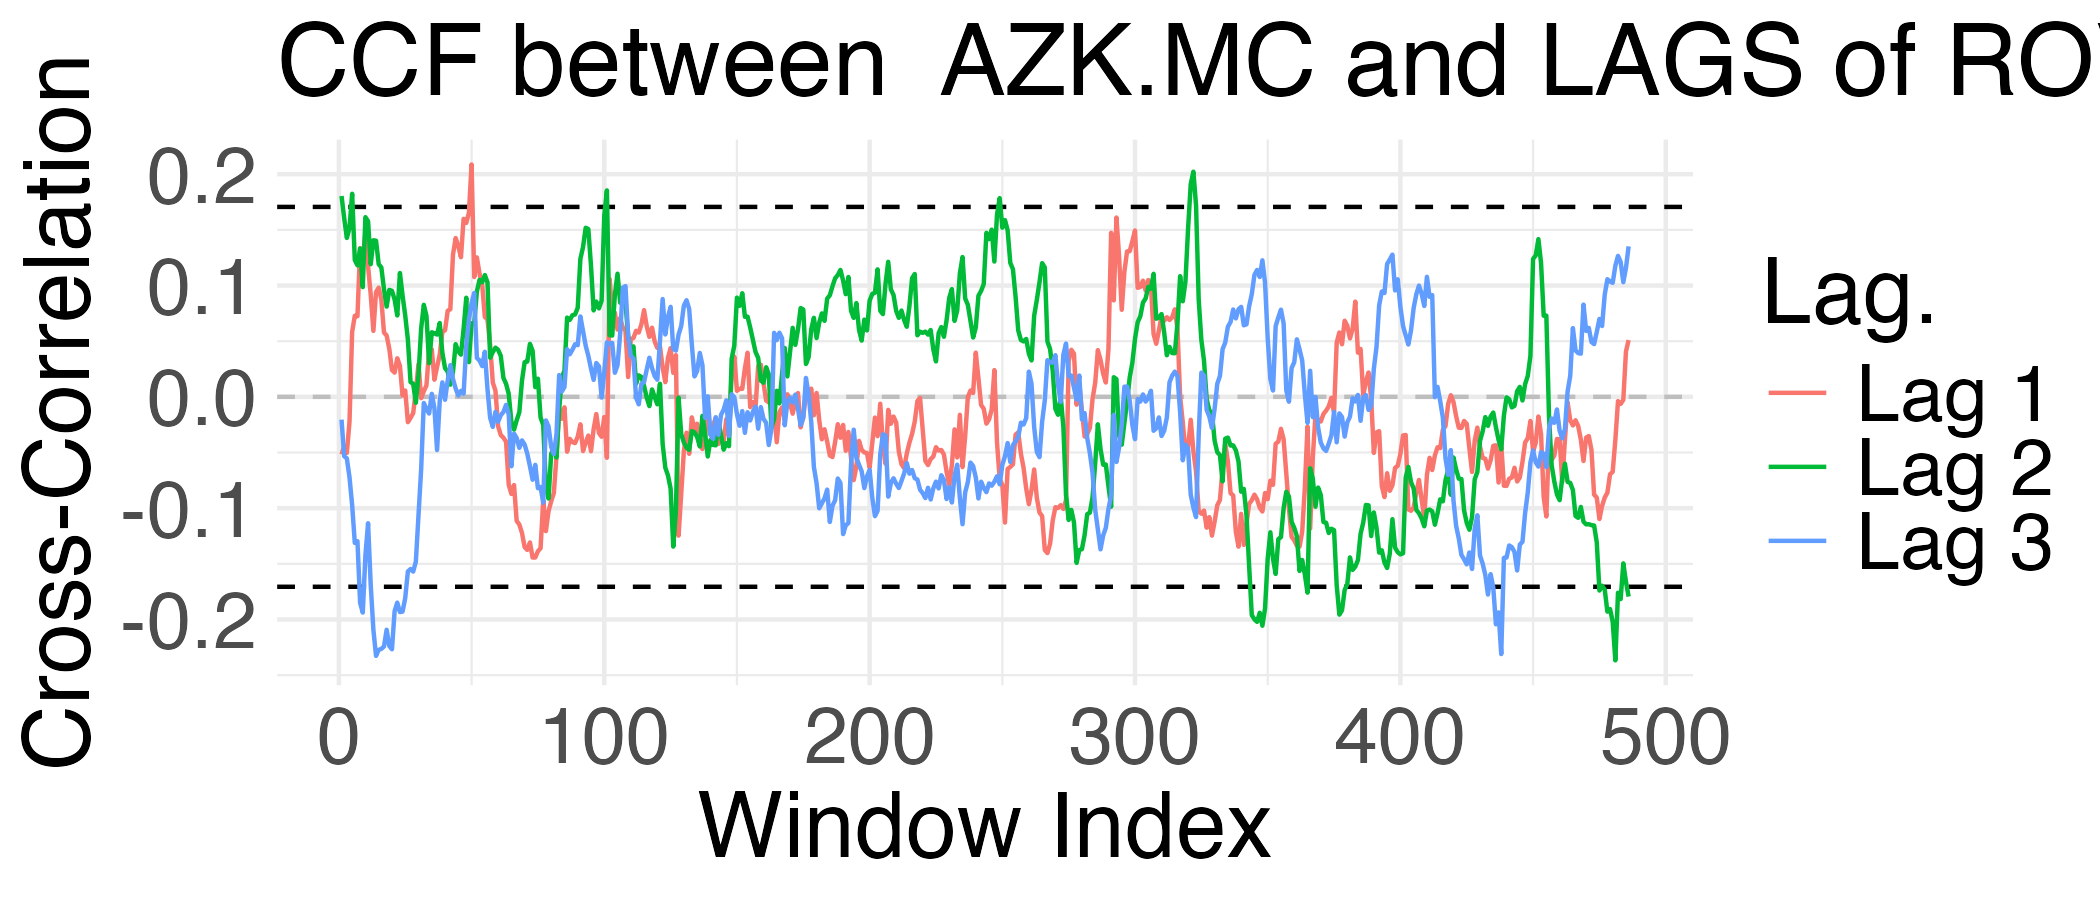 CCF between  AZK.MC and LAGS of
Cross-Correlation
0.2
0.1
0.0
-0.1
-0.2
0 100 200 300 400 500
Window Index
Lag.
Lag 1
Lag 2
Lag 3